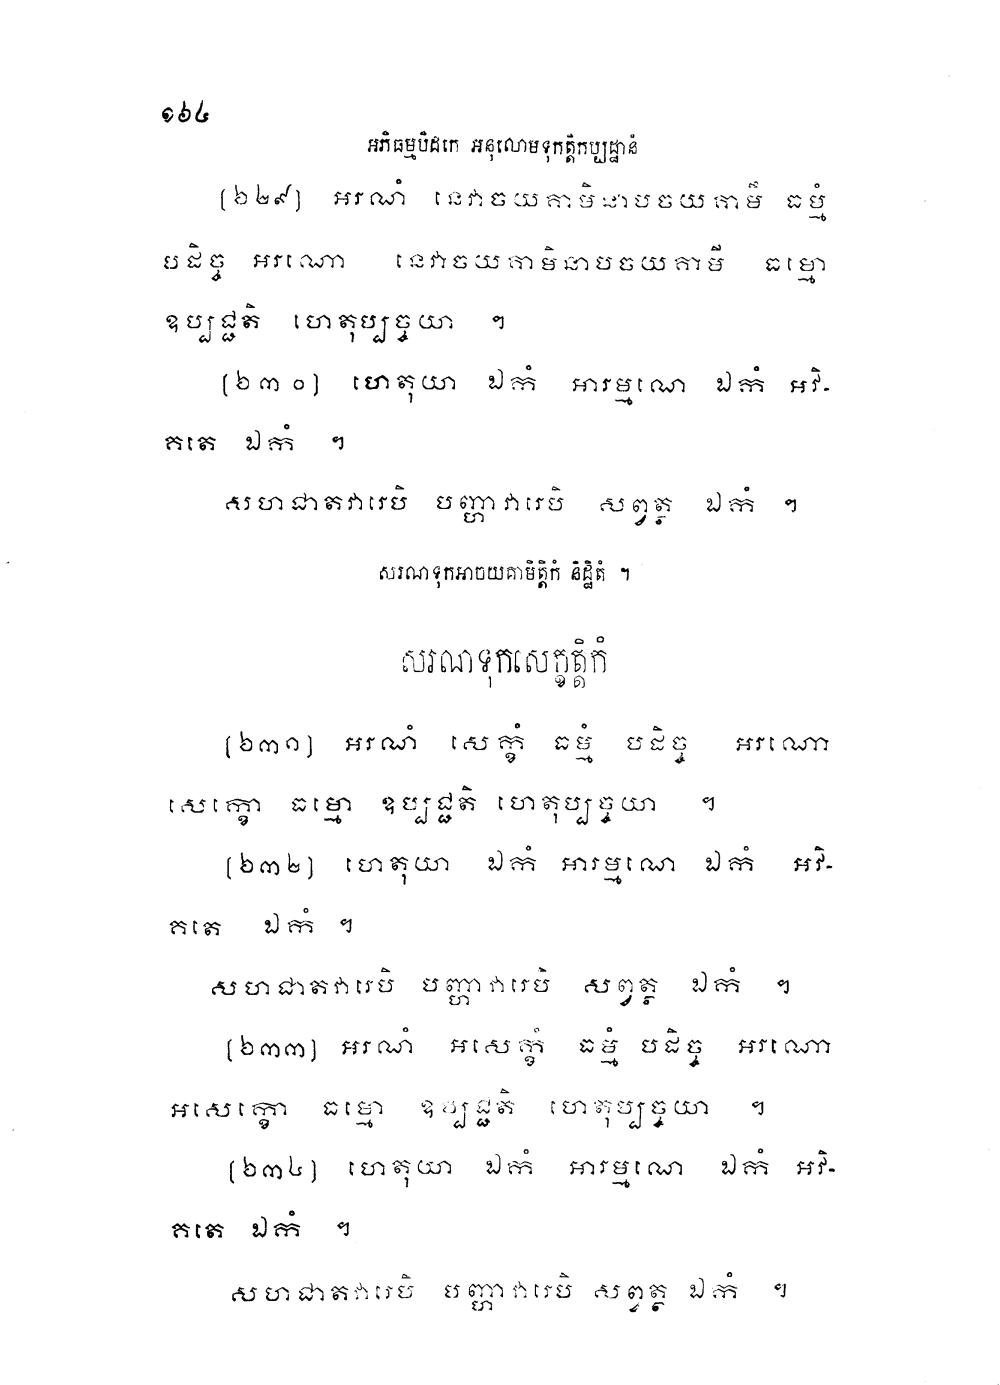 ១៦៤
អភិធម្មបិដកេ អនុលោមទុកត្តិកប្បដ្ឋានំ
(៦២៩) អរណំ នេវាចយគាមិនាបចយគាមឹ ធម្មំ
បដិច្ច អរណោ នេវាចយគាមិនាបចយគាមី ធម្មោ
ឧប្បជ្ជតិ ហេតុប្បច្ចយា ។
(៦៣០) ហេតុយា ឯកំ អារម្មណេ ឯកំ អវិ-
គតេ ឯកំ ។
សហជាតវារេបិ បញ្ហាវារេបិ សព្វត្ថ ឯកំ ។
សរណទុកអាចយគាមិត្តិកំ និដ្ឋិតំ ។
សរណទុកសេក្ខត្តិកំ
(៦៣១) អរណំ សេក្ខំ ធម្មំ បដិច្ច អរណោ
សេក្ខោ ធម្មោ ឧប្បជ្ជតិ ហេតុប្បច្ចយា ។
(៦៣២) ហេតុយា ឯកំ អារម្មណេ ឯកំ អវិ-
គតេ ឯកំ ។
សហជាតវារេបិ បញ្ហាវារេបិ សព្វត្ថ ឯកំ ។
(៦៣៣) អរណំ អសេក្ខំ ធម្មំ បដិច្ច អរណោ
អសេក្ខោ ធម្មោ ឧប្បជ្ជតិ ហេតុប្បច្ចយា ។
(៦៣៤) ហេតុយា ឯកំ អារម្មណេ ឯកំ អវិ-
គតេ ឯកំ ។
សហជាតវារេបិ បញ្ហាវារេបិ សព្វត្ថ ឯកំ ។